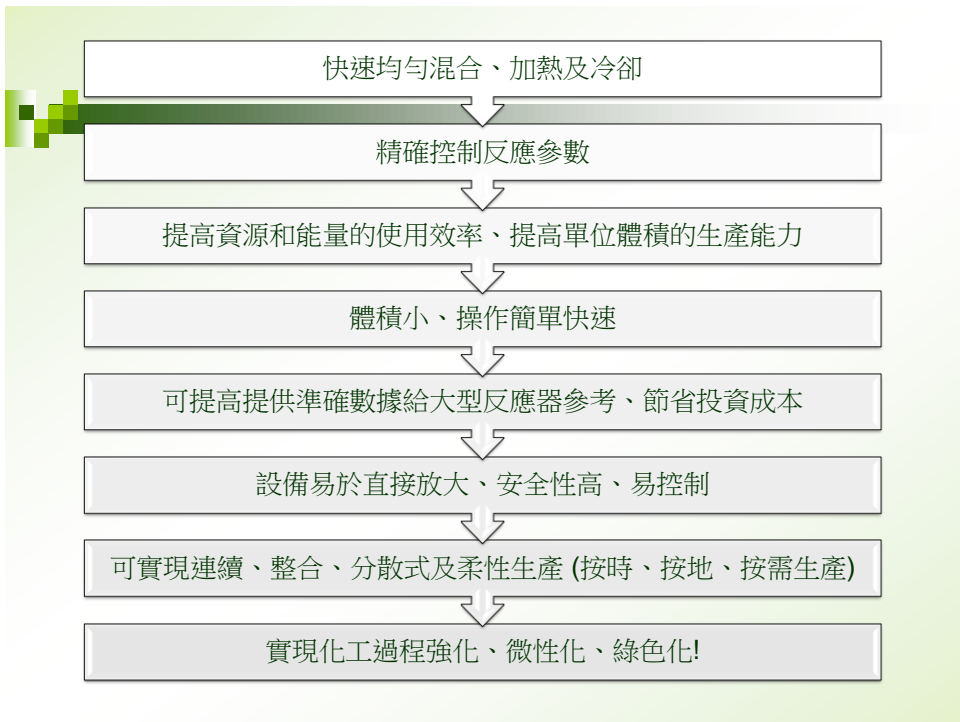 快速均勻混合、加熱及冷卻
精確控制反應參數
提高資源和能量的使用效率、提高單位體積的生產能力
體積小、操作簡單快速
可提高提供準確數據給大型反應器參考、節省投資成本
設備易於直接放大、安全性高、易控制
可實現連續、整合、分散式及柔性生產 (按時、按地、按需生產)
實現化工過程強化、微性化、綠色化!